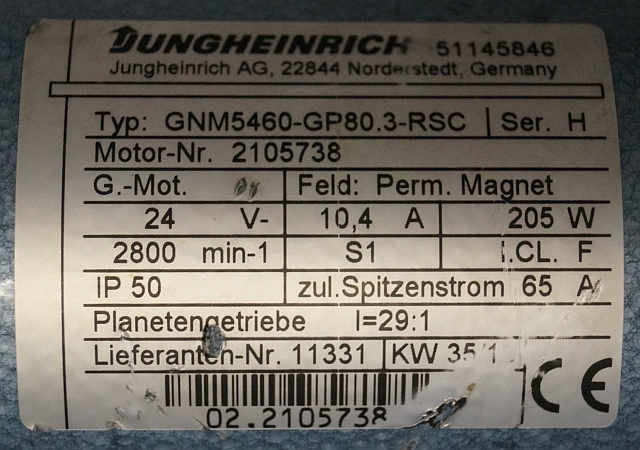 JUNGHEINRICH 51145846
Jungheinrich AG, 22844 Norderstedt, Germany
Typ: GNM5460-GP80.3-RSC Ser. H
Motor-Nr. 2105738
G.-Mot. Feld: Perm. Magnet
24 V- 10,4 A 205 W
2800 min-1 S1 I.CL. F
IP 50 zul.Spitzenstrom 65 A
Planetengetriebe I=29:1
Lieferanten-Nr. 11331 KW
02.2105738
CE